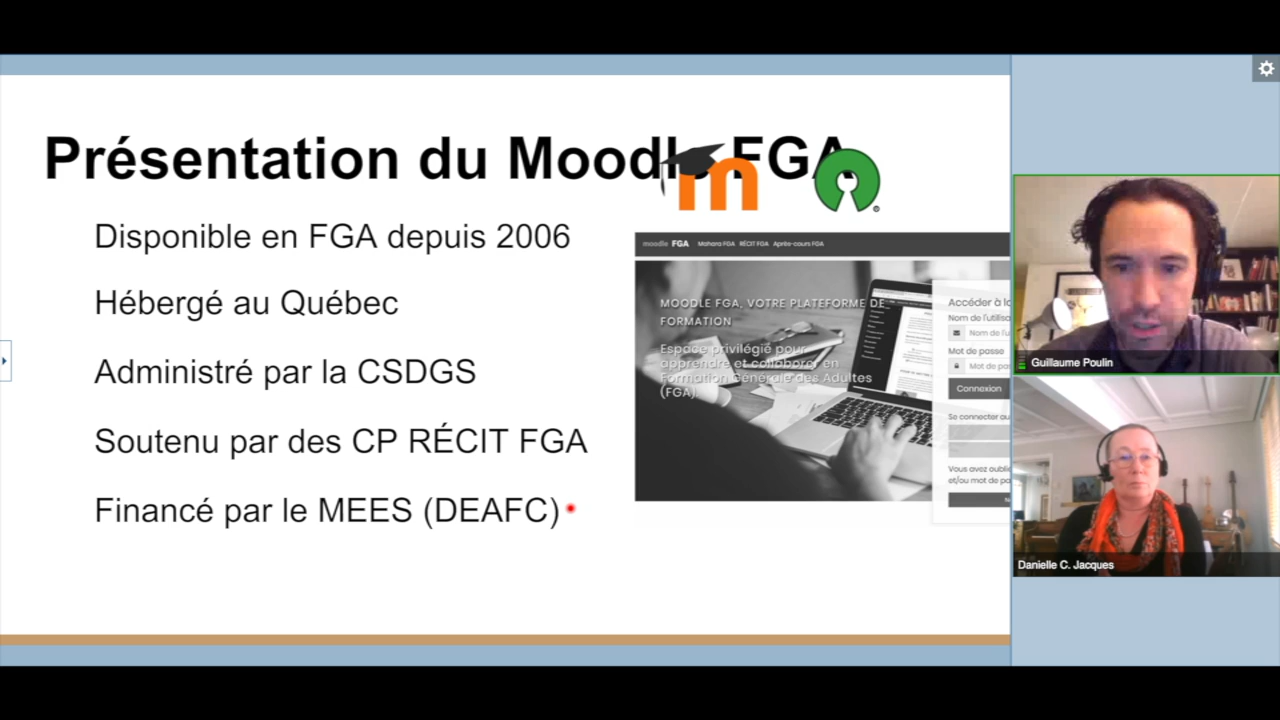 Présentation du Moodle FGA
Disponible en FGA depuis 2006
Hébergé au Québec
Administré par la CSDGS
Soutenu par des CP RÉCIT FGA
Financé par le MEES (DEAFC)
m
moodle FGA Mahara FGA RÉCIT FGA Après-cours FGA
MOODLE FGA, VOTRE PLATEFORME DE
FORMATION
Espace privilégié pour
apprendre et collaborer en
Formation Générale des Adultes
(FGA).
Accéder à la
Nom de l'utilisa
Nom de l'u
Mot de passe
Mot de pa
Connexion
Se connecter au
Vous avez oublié
et/ou mot de pa
Guillaume Poulin
Danielle C. Jacques